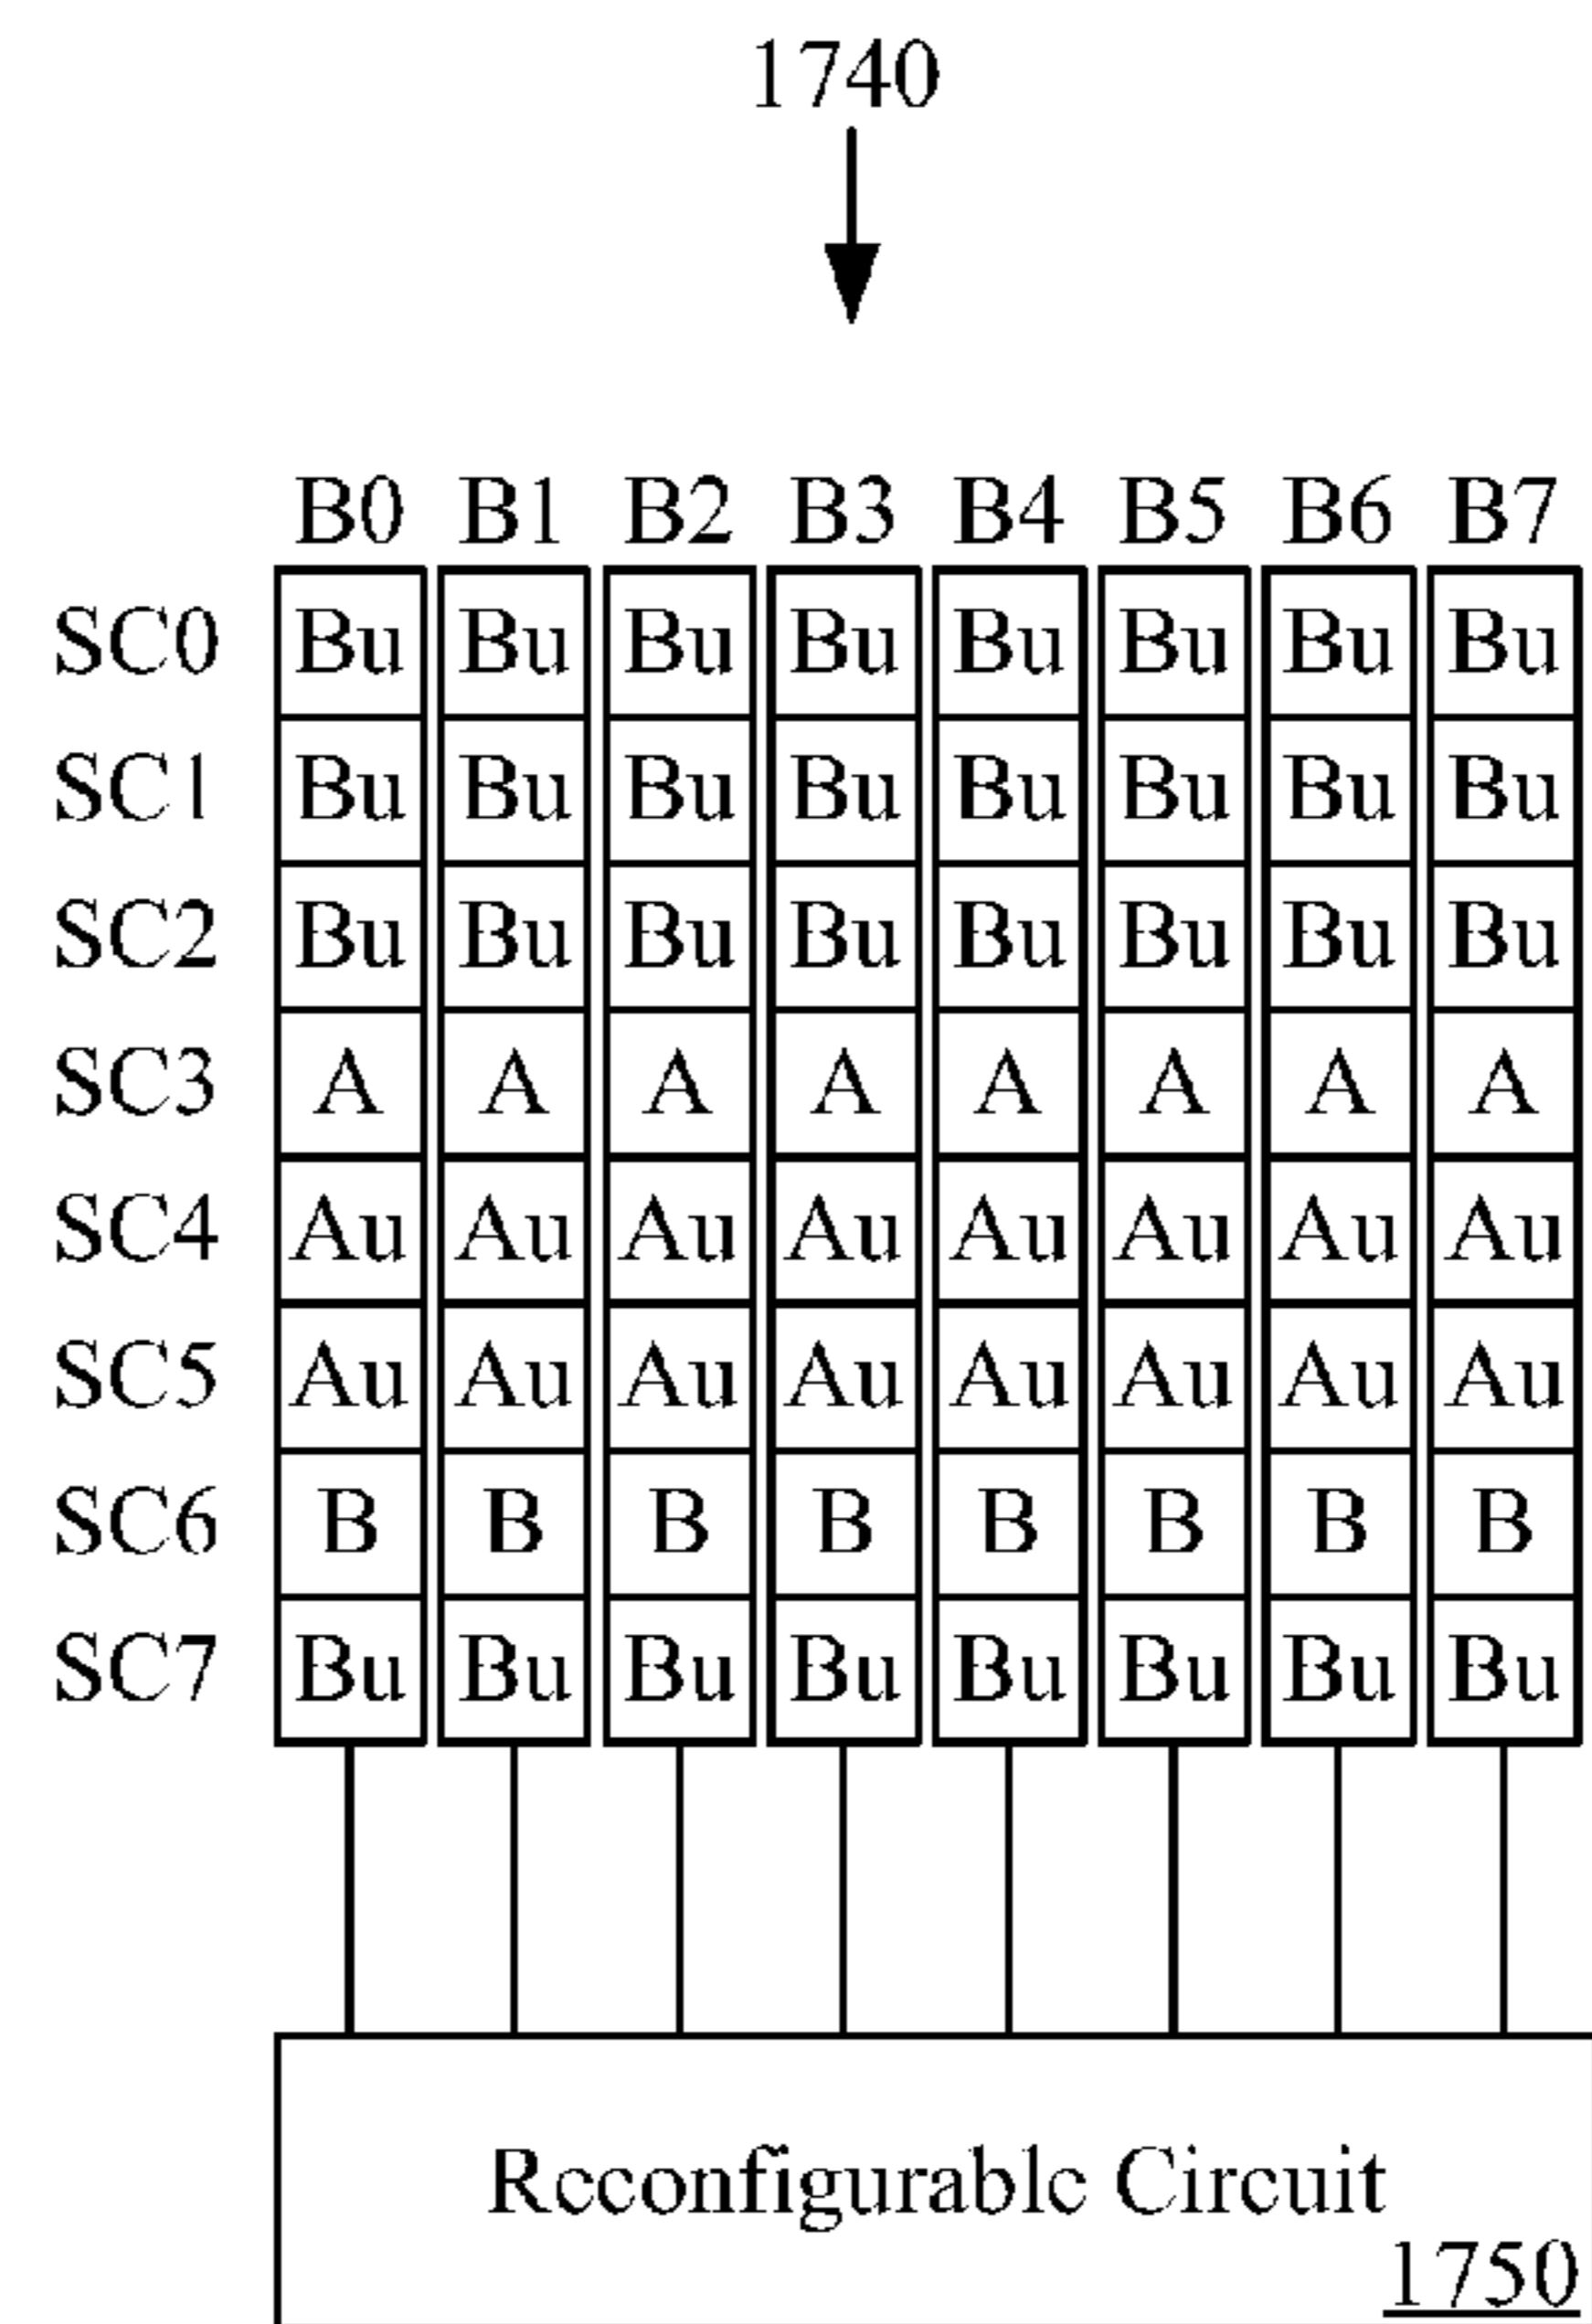 1740
B0 B1 B2 B3 B4 B5 B6 B7
SC0 Bu Bu Bu Bu Bu Bu Bu Bu
SC1 Bu Bu Bu Bu Bu Bu Bu Bu
SC2 Bu Bu Bu Bu Bu Bu Bu Bu
SC3 A A A A A A A A
SC4 Au Au Au Au Au Au Au Au
SC5 Au Au Au Au Au Au Au Au
SC6 B B B B B B B B
SC7 Bu Bu Bu Bu Bu Bu Bu Bu
Reconfigurable Circuit
1750